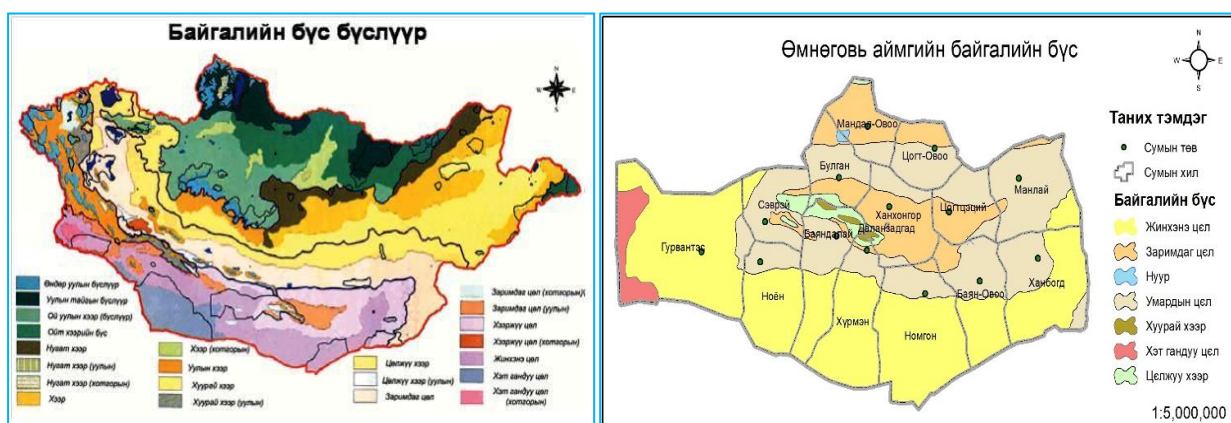 Байгалийн бүс бүслүүр
N
W
E
S
Өндөр уулын бүслүүр
Уулын тайгын бүслүүр
Ой уулын хээр (бүслүүр)
Ойт хээрийн бүс
Нугат хээр
Нугат хээр (уулын)
Нугат хээр (хотгорын)
Хээр
Хээр (хотгорын)
Уулын хээр
Хуурай хээр
Хуурай хээр (уулын)
Цөлжүү хээр
Цөлжүү хээр (уулын)
Заримдаг цөл
Заримдаг цөл (хотгорын)
Заримдаг цөл (уулын)
Хээржүү цөл
Хээржүү цөл (хотгорын)
Жинхэнэ цөл
Хэт гандуу цөл
Хэт гандуу цөл (хотгорын)
Өмнөговь аймгийн байгалийн бүс
N
W
E
S
Мандал-Овоо
Цогт-Овоо
Булган
Манлай
Сэврэй
Ханхонгор
Цогтцэций
Даланзадгад
Баяндалай
Гурвантэс
Ноён
Хүрмэн
Номгон
Баян-Овоо
Ханбогд
Таних тэмдэг
Сумын төв
Сумын хил
Байгалийн бүс
Жинхэнэ цөл
Заримдаг цөл
Нуур
Умардын цөл
Хуурай хээр
Хэт гандуу цөл
Цөлжүү хээр
1:5,000,000